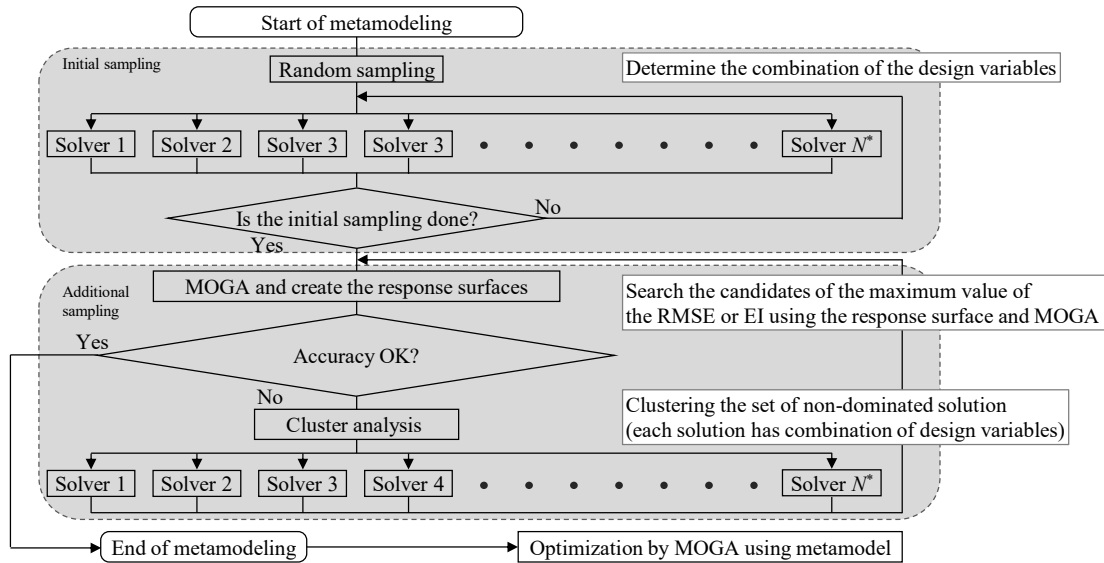 Start of metamodeling
Initial sampling
Random sampling
Determine the combination of the design variables
Solver 1
Solver 2
Solver 3
Solver 3
Solver N*
Is the initial sampling done?
No
Yes
MOGA and create the response surfaces
Additional
sampling
Search the candidates of the maximum value of
the RMSE or EI using the response surface and MOGA
Yes
Accuracy OK?
No
Clustering the set of non-dominated solution
(each solution has combination of design variables)
Cluster analysis
Solver 1
Solver 2
Solver 3
Solver 4
Solver N*
End of metamodeling
Optimization by MOGA using metamodel